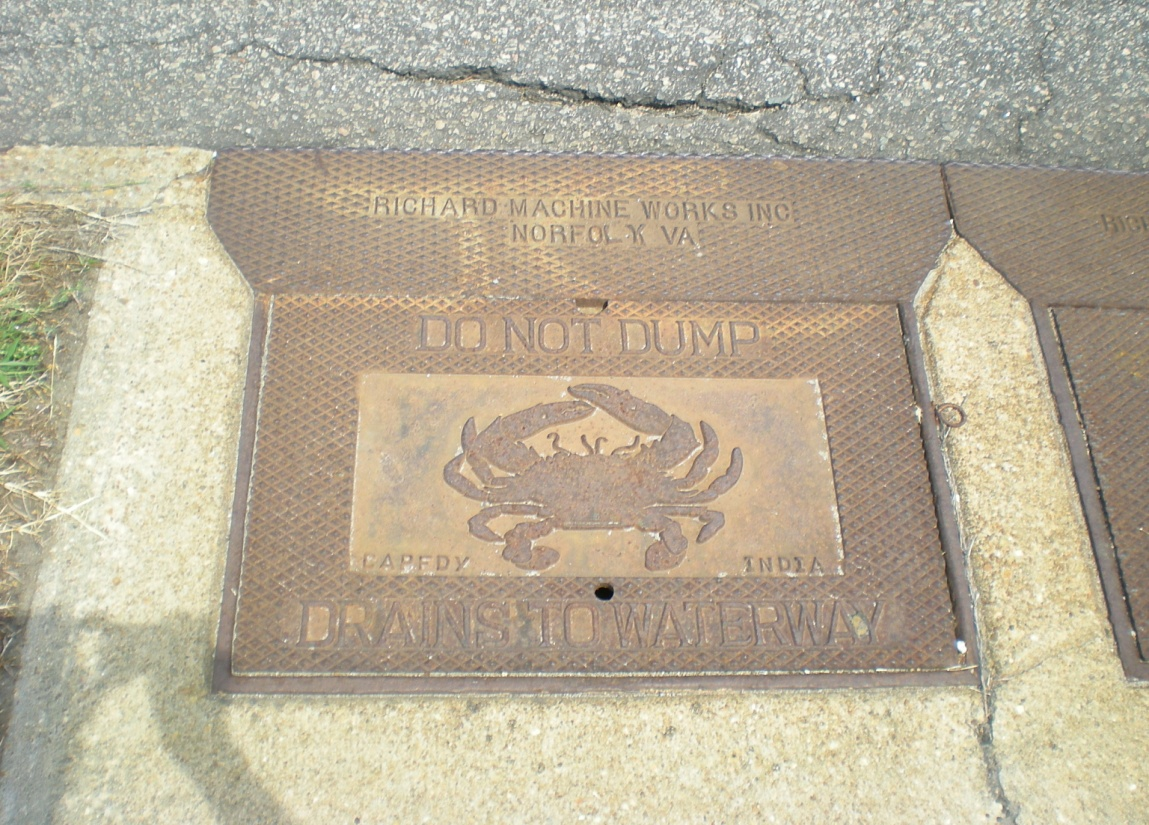 RICHARD MACHINE WORKS INC
NORFOLK VA
DO NOT DUMP
INDIA
DRAINS TO WATERWAY